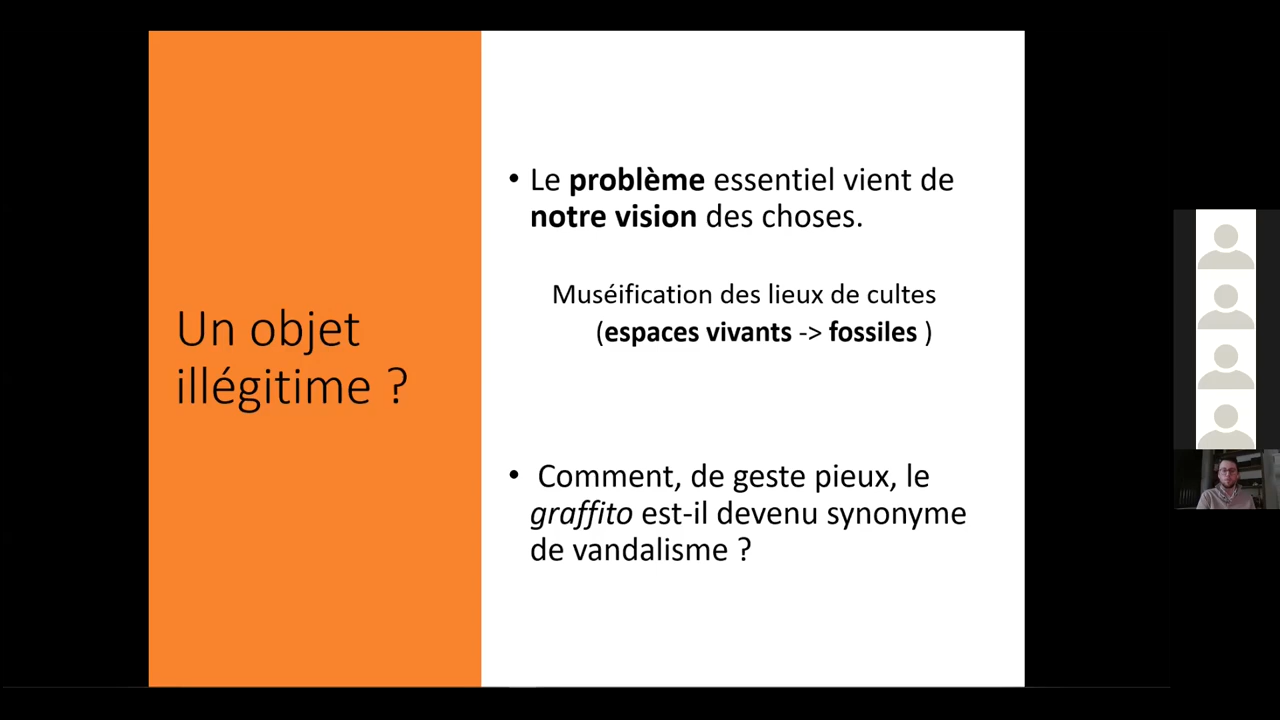 Un objet
illégitime ?
• Le problème essentiel vient de
notre vision des choses.
Muséification des lieux de cultes
(espaces vivants -> fossiles )
• Comment, de geste pieux, le
graffito est-il devenu synonyme
de vandalisme ?